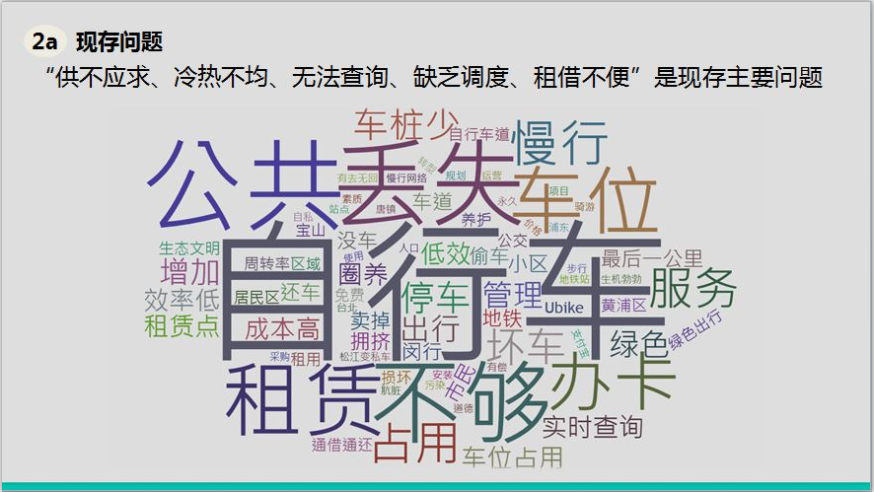 2a 现存问题
“供不应求、冷热不均、无法查询、缺乏调度、租借不便”是现存主要问题
车桩少
自行车道
慢行
公共
丢失
车位
转型
有去无回
慢行网格
规划
运营
素质
车道
永久
项目
骑游
站点
唐镇
养护
价格
浦东
自私
宝山
没车
公交
生态文明
使用
人口
低效
偷车
小区
最后一公里
增加
周转率
区域
圈养
步行
地铁站
生机勃勃
自行车
效率低
居民区
还车
免费
停车
管理
服务
台北
Ubike
黄浦区
租赁点
成本高
卖掉
出行
地铁
绿色
绿色出行
拥挤
闵行
坏车
支付宝
采购
租用
松江
变私车
有偿
租赁
不够
办卡
损坏
安装
市民
肮脏
污染
道德
占用
实时查询
通借通还
车位占用